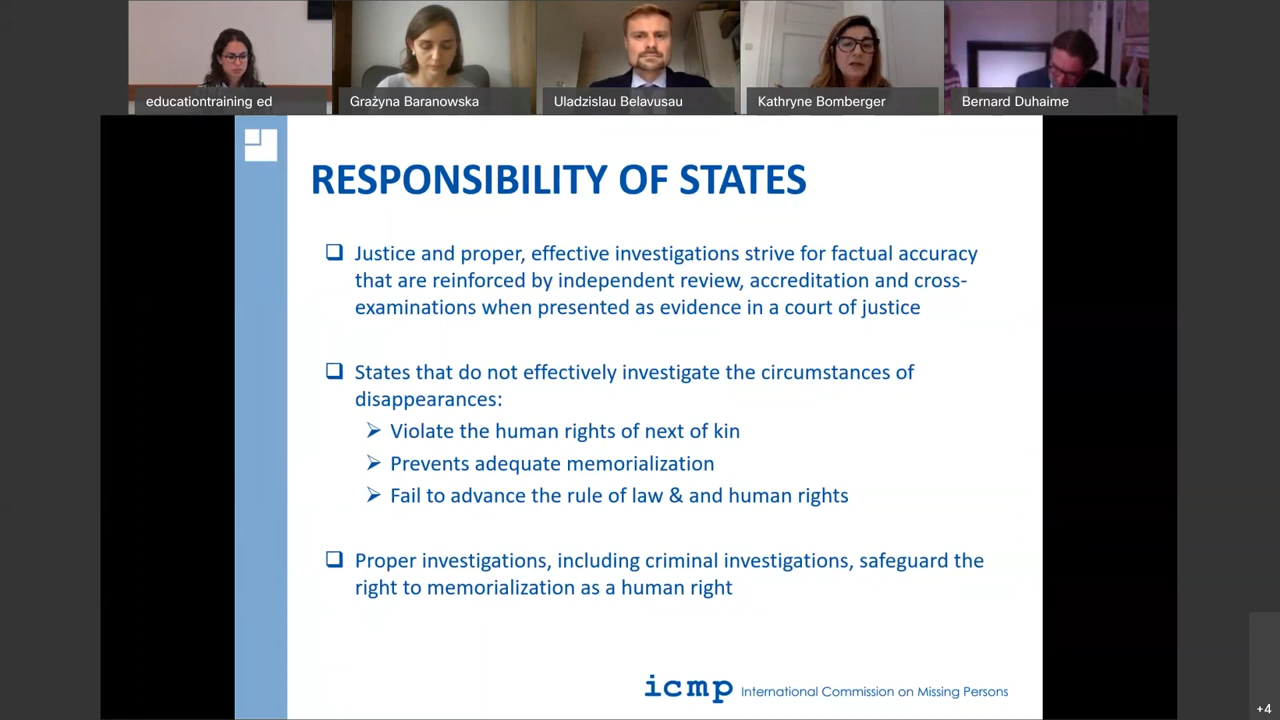 educationtraining ed
Grażyna Baranowska
Uladzislau Belavusau
Kathryne Bomberger
Bernard Duhaime
RESPONSIBILITY OF STATES
Justice and proper, effective investigations strive for factual accuracy
that are reinforced by independent review, accreditation and cross-
examinations when presented as evidence in a court of justice
States that do not effectively investigate the circumstances of
disappearances:
Violate the human rights of next of kin
Prevents adequate memorialization
Fail to advance the rule of law & and human rights
Proper investigations, including criminal investigations, safeguard the
right to memorialization as a human right
icmp International Commission on Missing Persons
+4